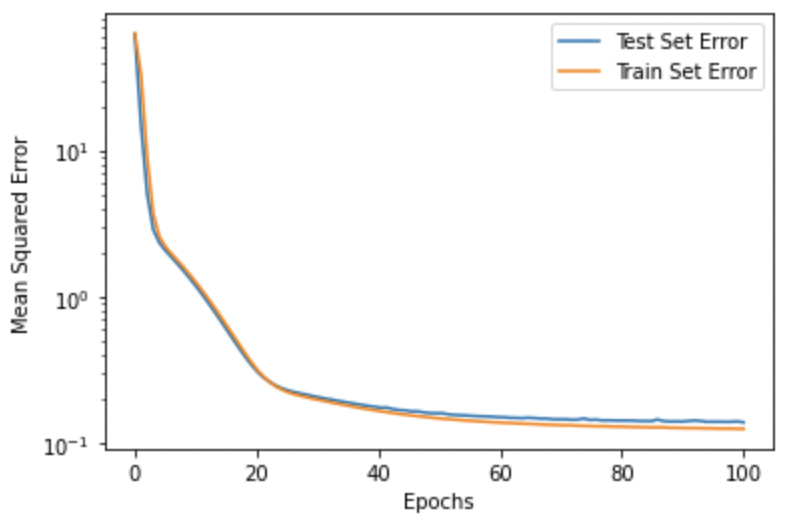 Test Set Error
Train Set Error
Mean Squared Error
10¹
10⁰
10⁻¹
0 20 40 60 80 100
Epochs